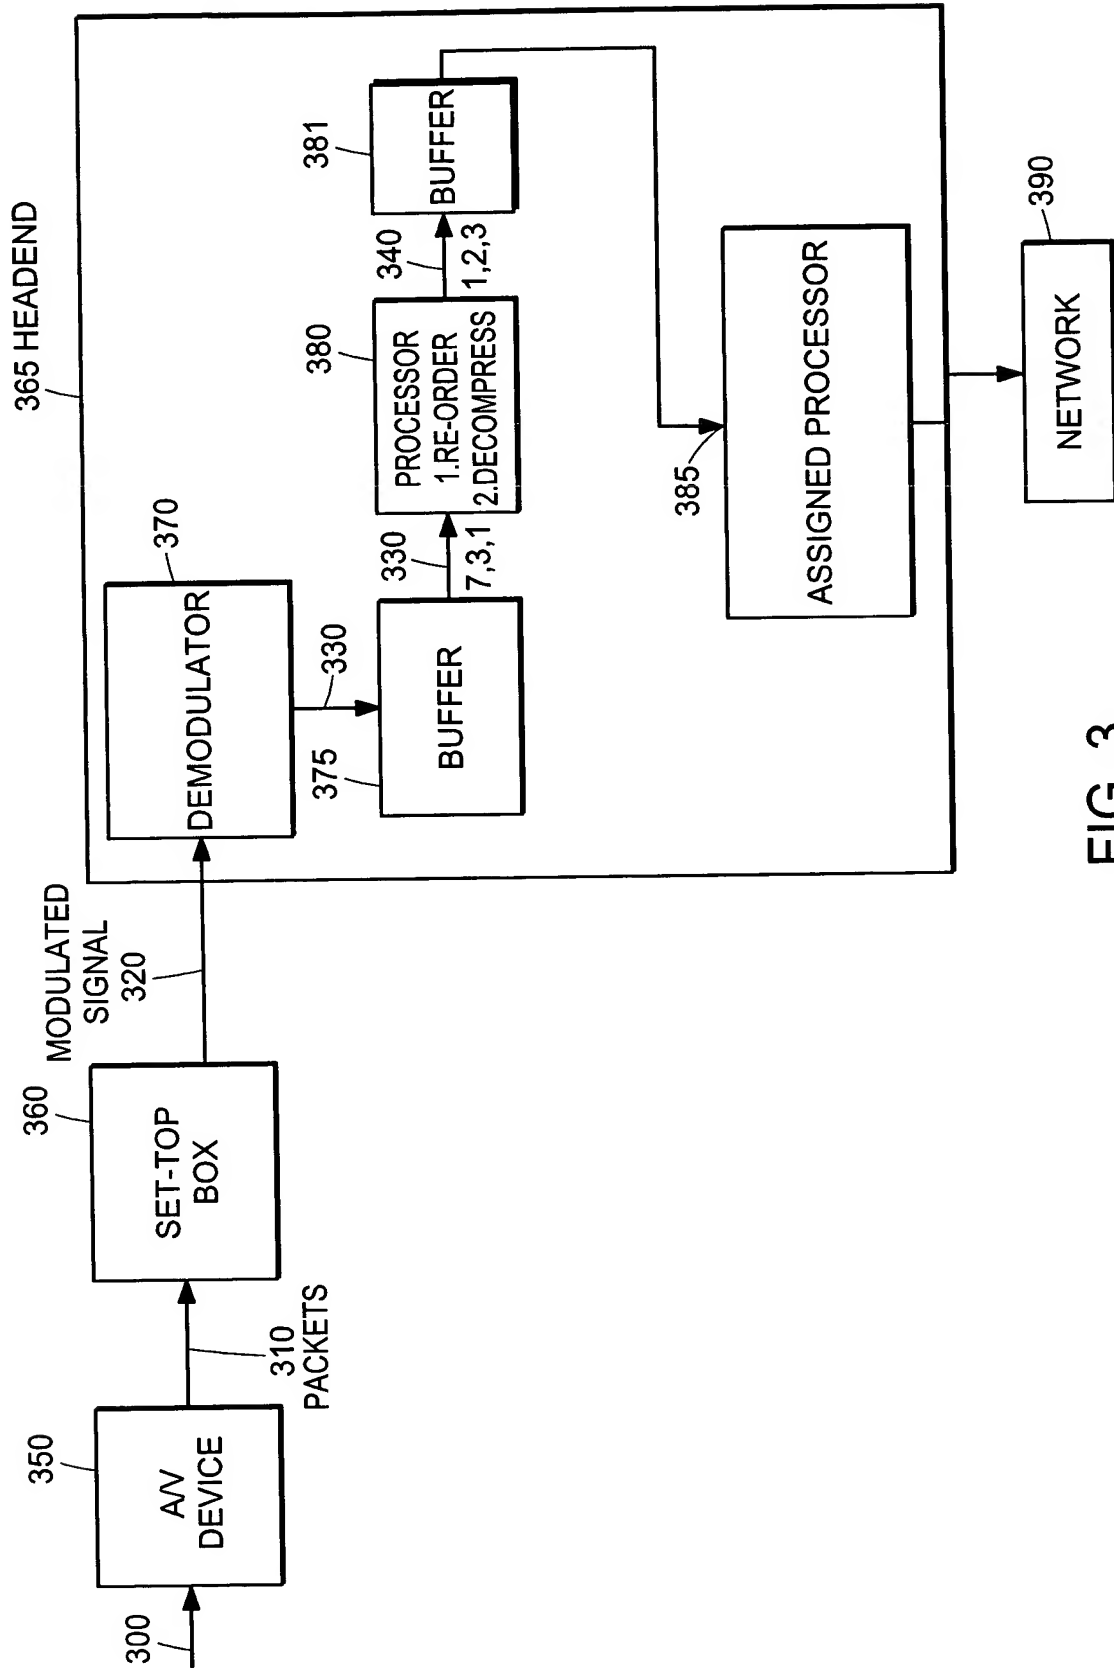 365 HEADEND
MODULATED
SIGNAL
320
370
DEMODULATOR
330
375
BUFFER
330
7,3,1
380
PROCESSOR
1.RE-ORDER
2.DECOMPRESS
340
1,2,3
381
BUFFER
360
SET-TOP
BOX
310
PACKETS
350
A/V
DEVICE
300
385
ASSIGNED PROCESSOR
390
NETWORK
FIG. 3